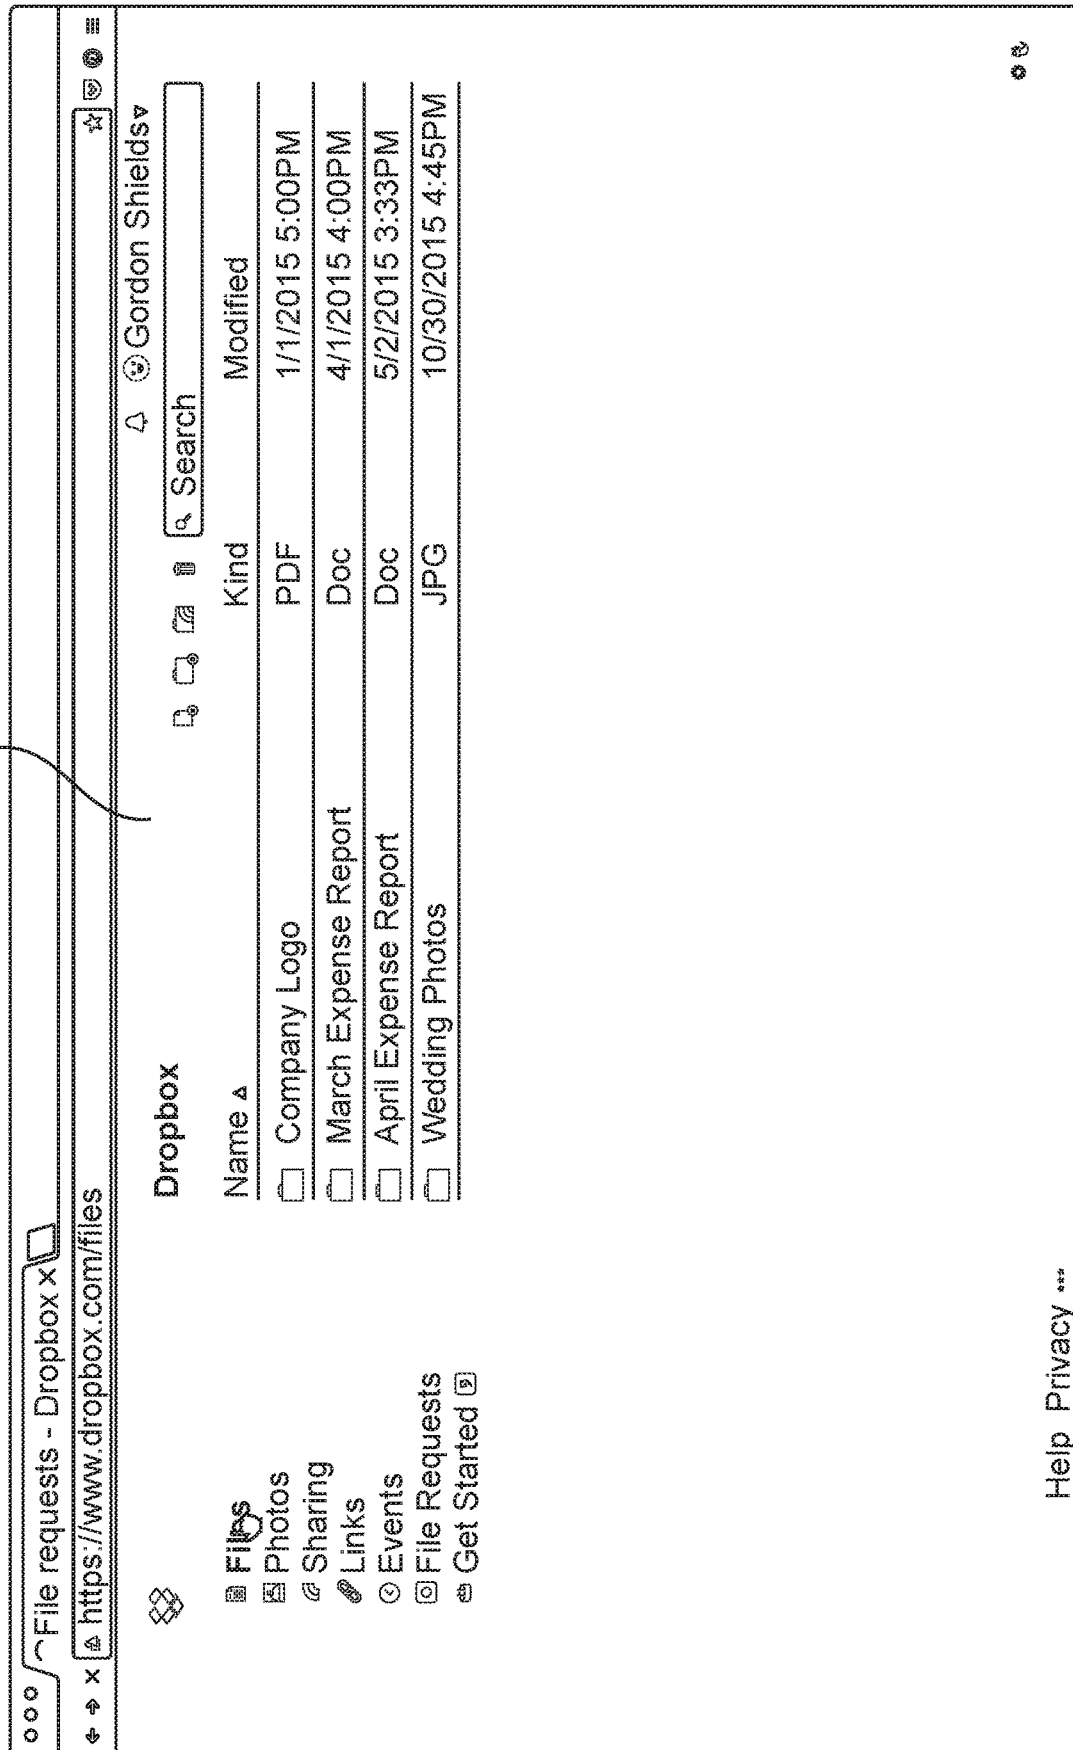 File requests - Dropbox x
https://www.dropbox.com/files
Gordon Shields
Dropbox
Search
Name Kind Modified
Company Logo PDF 1/1/2015 5:00PM
March Expense Report Doc 4/1/2015 4:00PM
April Expense Report Doc 5/2/2015 3:33PM
Wedding Photos JPG 10/30/2015 4:45PM
Files
Photos
Sharing
Links
Events
File Requests
Get Started
Help Privacy